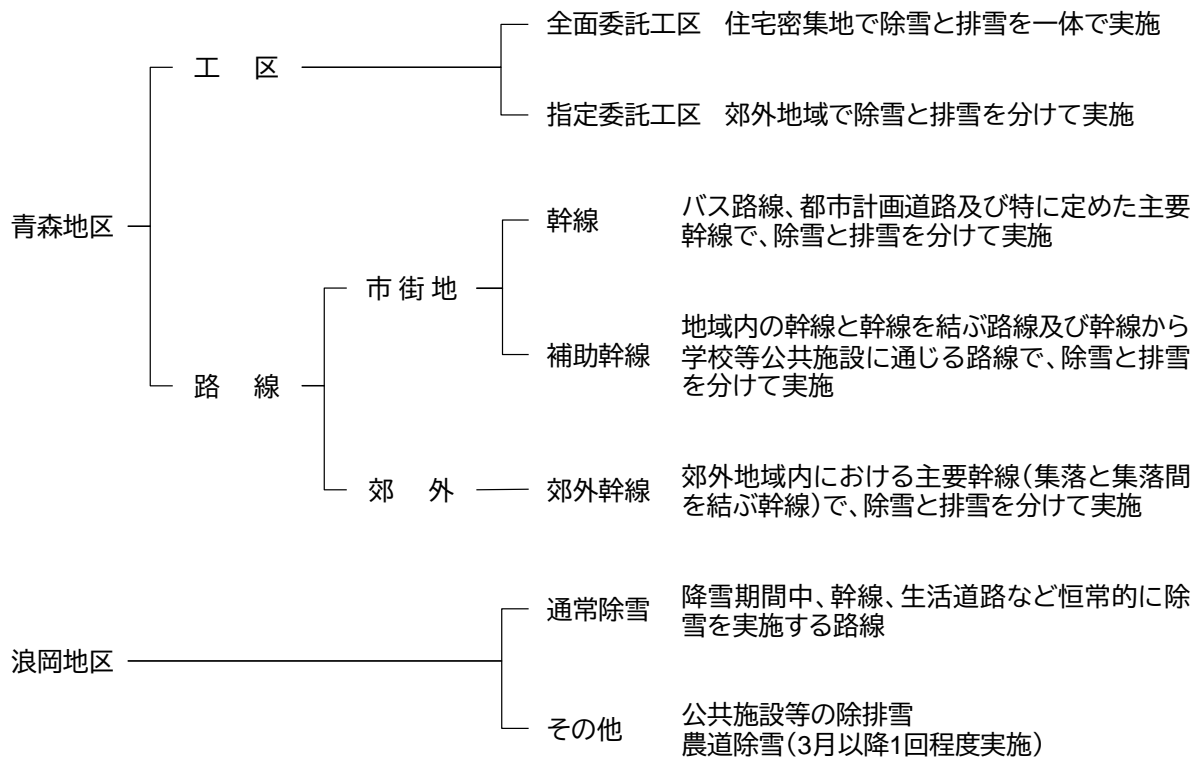 全面委託工区 住宅密集地で除雪と排雪を一体で実施
工 区
指定委託工区 郊外地域で除雪と排雪を分けて実施
青森地区
幹線
バス路線、都市計画道路及び特に定めた主要
幹線で、除雪と排雪を分けて実施
市街地
補助幹線
地域内の幹線と幹線を結ぶ路線及び幹線から
学校等公共施設に通じる路線で、除雪と排雪
を分けて実施
路 線
郊 外
郊外幹線
郊外地域内における主要幹線(集落と集落間
を結ぶ幹線)で、除雪と排雪を分けて実施
通常除雪
降雪期間中、幹線、生活道路など恒常的に除
雪を実施する路線
浪岡地区
その他
公共施設等の除排雪
農道除雪(3月以降1回程度実施)